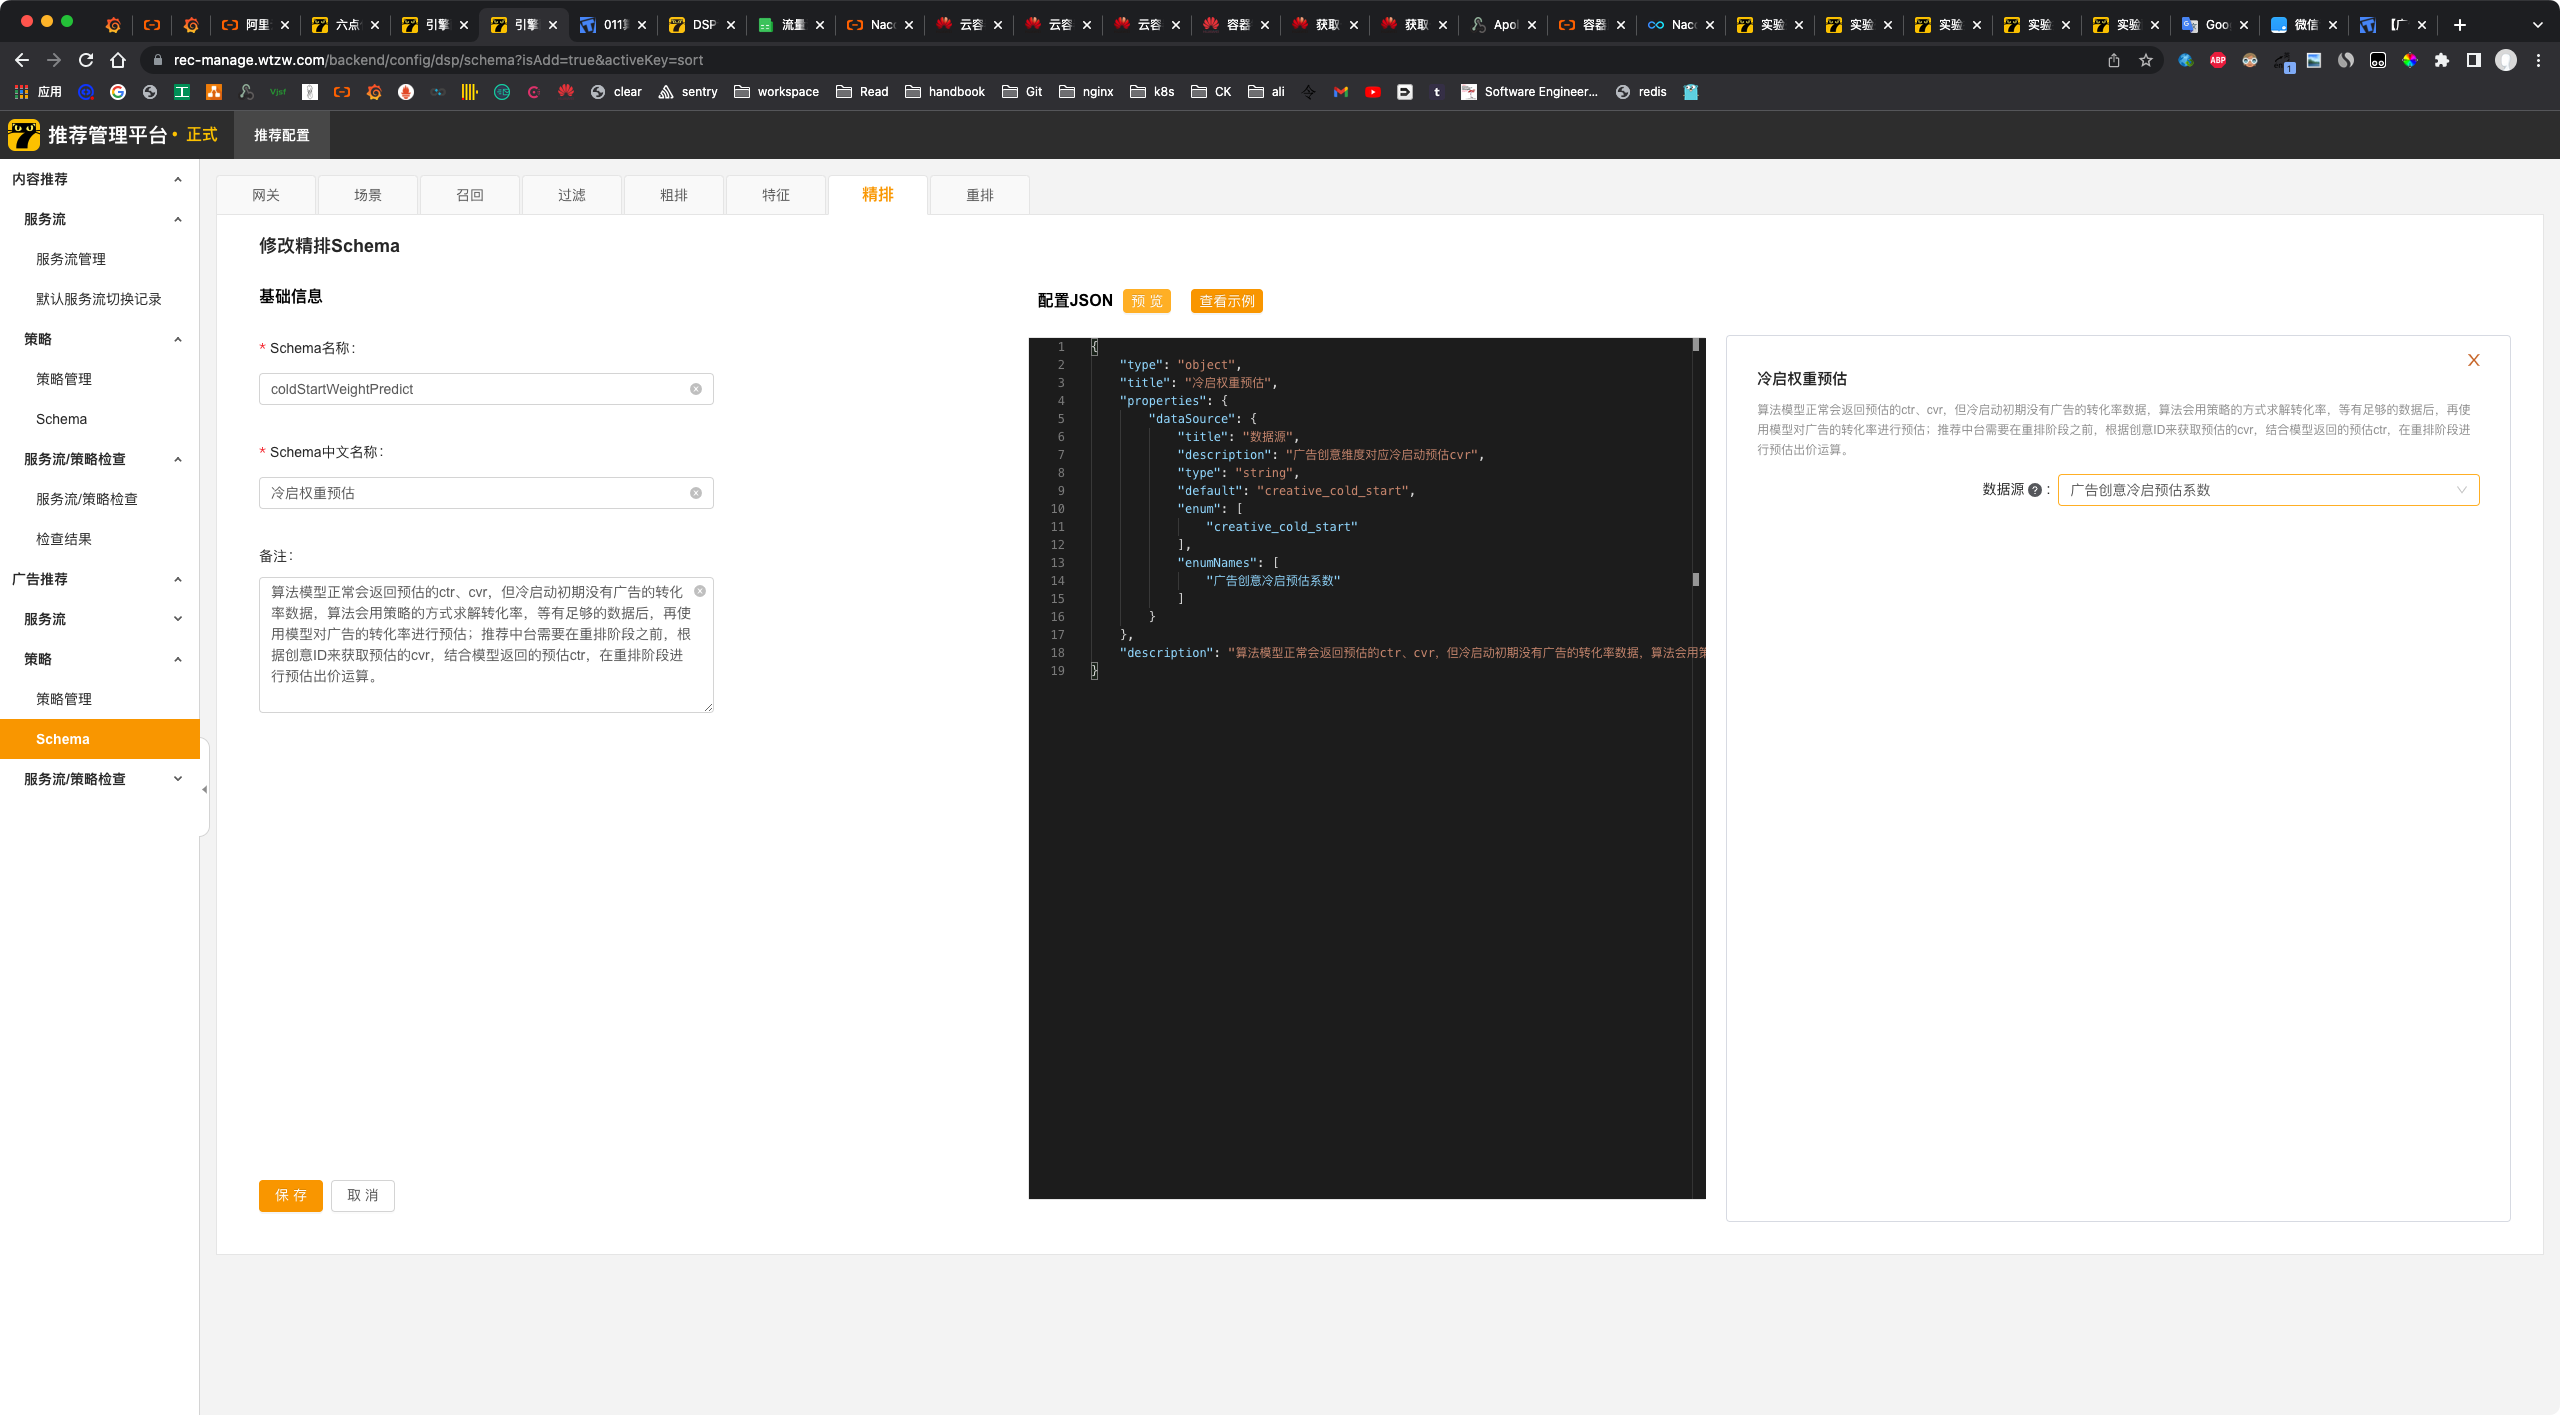 阿里
六点
引擎
引擎
011
DSP
流量
Nac
云容
云容
云容
容器
获取
获取
Apol
容器
Nac
实验
实验
实验
实验
实验
Goo
微信
【广
rec-manage.wtzw.com/backend/config/dsp/schema?isAdd=true&activeKey=sort
应用
clear
sentry
workspace
Read
handbook
Git
nginx
k8s
CK
ali
Software Engineer...
redis
推荐管理平台 · 正式
推荐配置
内容推荐
服务流
服务流管理
默认服务流切换记录
策略
策略管理
Schema
服务流/策略检查
服务流/策略检查
检查结果
广告推荐
服务流
策略
策略管理
Schema
服务流/策略检查
网关
场景
召回
过滤
粗排
特征
精排
重排
修改精排Schema
基础信息
* Schema名称：
coldStartWeightPredict
* Schema中文名称：
冷启权重预估
备注：
算法模型正常会返回预估的ctr、cvr，但冷启动初期没有广告的转化
率数据，算法会用策略的方式求解转化率，等有足够的数据后，再使
用模型对广告的转化率进行预估；推荐中台需要在重排阶段之前，根
据创意ID来获取预估的cvr，结合模型返回的预估ctr，在重排阶段进
行预估出价运算。
保 存
取 消
配置JSON
预 览
查看示例
1 {
2 "type": "object",
3 "title": "冷启权重预估",
4 "properties": {
5 "dataSource": {
6 "title": "数据源",
7 "description": "广告创意维度对应冷启动预估cvr",
8 "type": "string",
9 "default": "creative_cold_start",
10 "enum": [
11 "creative_cold_start"
12 ],
13 "enumNames": [
14 "广告创意冷启预估系数"
15 ]
16 }
17 },
18 "description": "算法模型正常会返回预估的ctr、cvr，但冷启动初期没有广告的转化率数据，算法会用策
19 }
冷启权重预估
算法模型正常会返回预估的ctr、cvr，但冷启动初期没有广告的转化率数据，算法会用策略的方式求解转化率，等有足够的数据后，再使
用模型对广告的转化率进行预估；推荐中台需要在重排阶段之前，根据创意ID来获取预估的cvr，结合模型返回的预估ctr，在重排阶段进
行预估出价运算。
数据源 ? ：
广告创意冷启预估系数